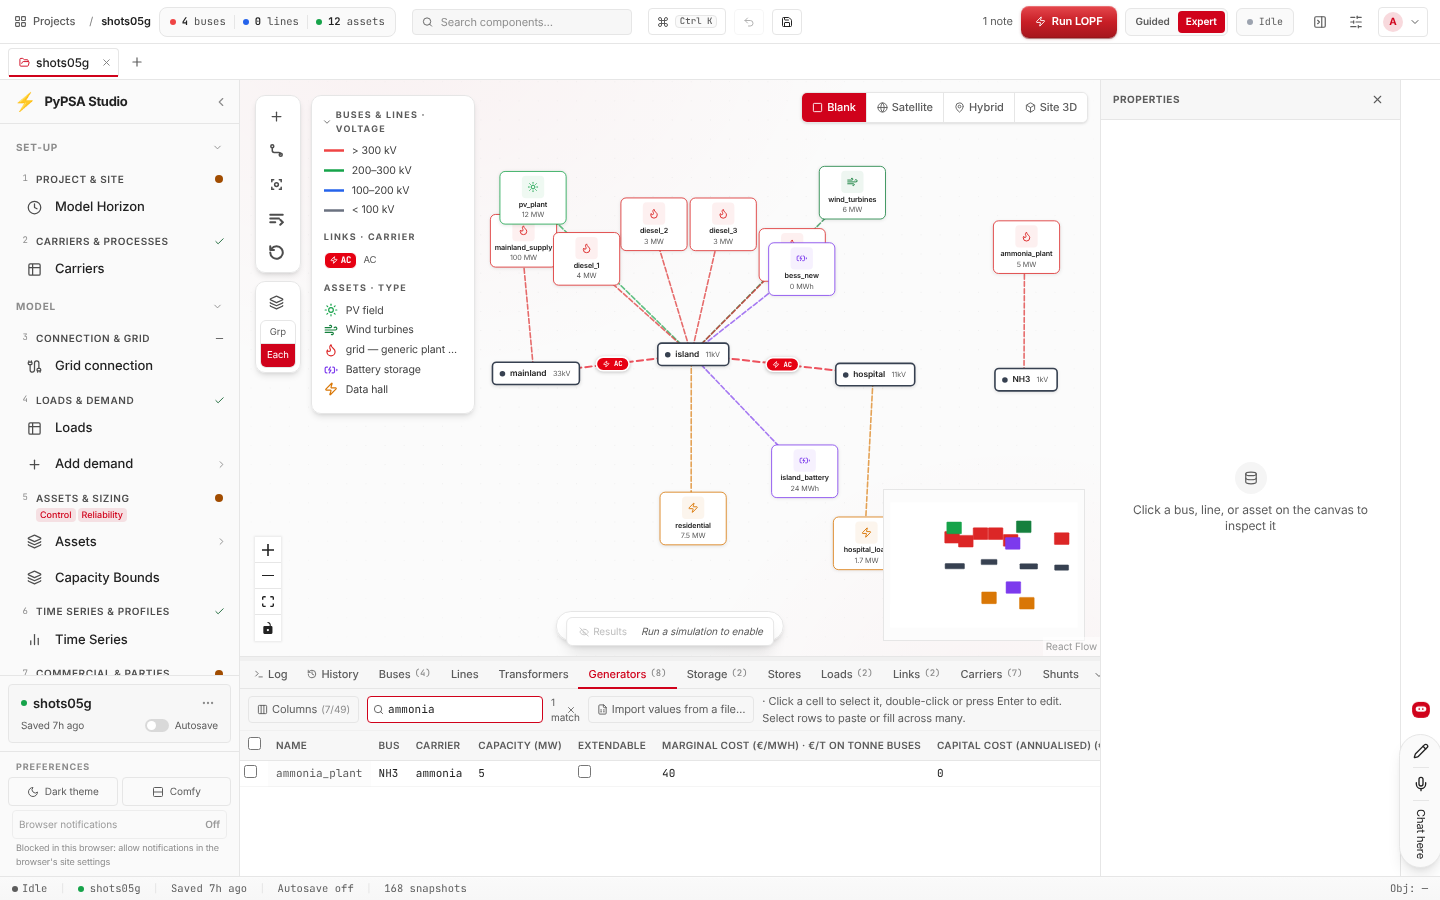 Projects / shots05g
4 buses 0 lines 12 assets
Search components...
⌘ Ctrl K
1 note
Run LOPF
Guided Expert
Idle
A
shots05g
PyPSA Studio
SET-UP
1 PROJECT & SITE
Model Horizon
2 CARRIERS & PROCESSES
Carriers
MODEL
3 CONNECTION & GRID
Grid connection
4 LOADS & DEMAND
Loads
Add demand
5 ASSETS & SIZING
Control Reliability
Assets
Capacity Bounds
6 TIME SERIES & PROFILES
Time Series
7 COMMERCIAL & PARTIES
shots05g
Saved 7h ago Autosave
PREFERENCES
Dark theme Comfy
Browser notifications Off
Blocked in this browser: allow notifications in the
browser's site settings
Grp
Each
BUSES & LINES ·
VOLTAGE
> 300 kV
200–300 kV
100–200 kV
< 100 kV
LINKS · CARRIER
AC AC
ASSETS · TYPE
PV field
Wind turbines
grid — generic plant ...
Battery storage
Data hall
Blank Satellite Hybrid Site 3D
pv_plant
12 MW
mainland_supply
100 MW
diesel_1
4 MW
diesel_2
3 MW
diesel_3
3 MW
wind_turbines
6 MW
bess_new
0 MWh
ammonia_plant
5 MW
mainland 33kV
AC
island 11kV
AC
hospital 11kV
NH3 1kV
island_battery
24 MWh
residential
7.5 MW
hospital_loa
1.7 MW
Results Run a simulation to enable
React Flow
PROPERTIES
Click a bus, line, or asset on the canvas to
inspect it
Log History Buses (4) Lines Transformers Generators (8) Storage (2) Stores Loads (2) Links (2) Carriers (7) Shunts
Columns (7/49)
ammonia
1
match
Import values from a file...
· Click a cell to select it, double-click or press Enter to edit.
Select rows to paste or fill across many.
NAME BUS CARRIER CAPACITY (MW) EXTENDABLE MARGINAL COST (€/MWH) · €/T ON TONNE BUSES CAPITAL COST (ANNUALISED)
ammonia_plant NH3 ammonia 5 40 0
Chat here
Idle shots05g Saved 7h ago Autosave off 168 snapshots
Obj: —